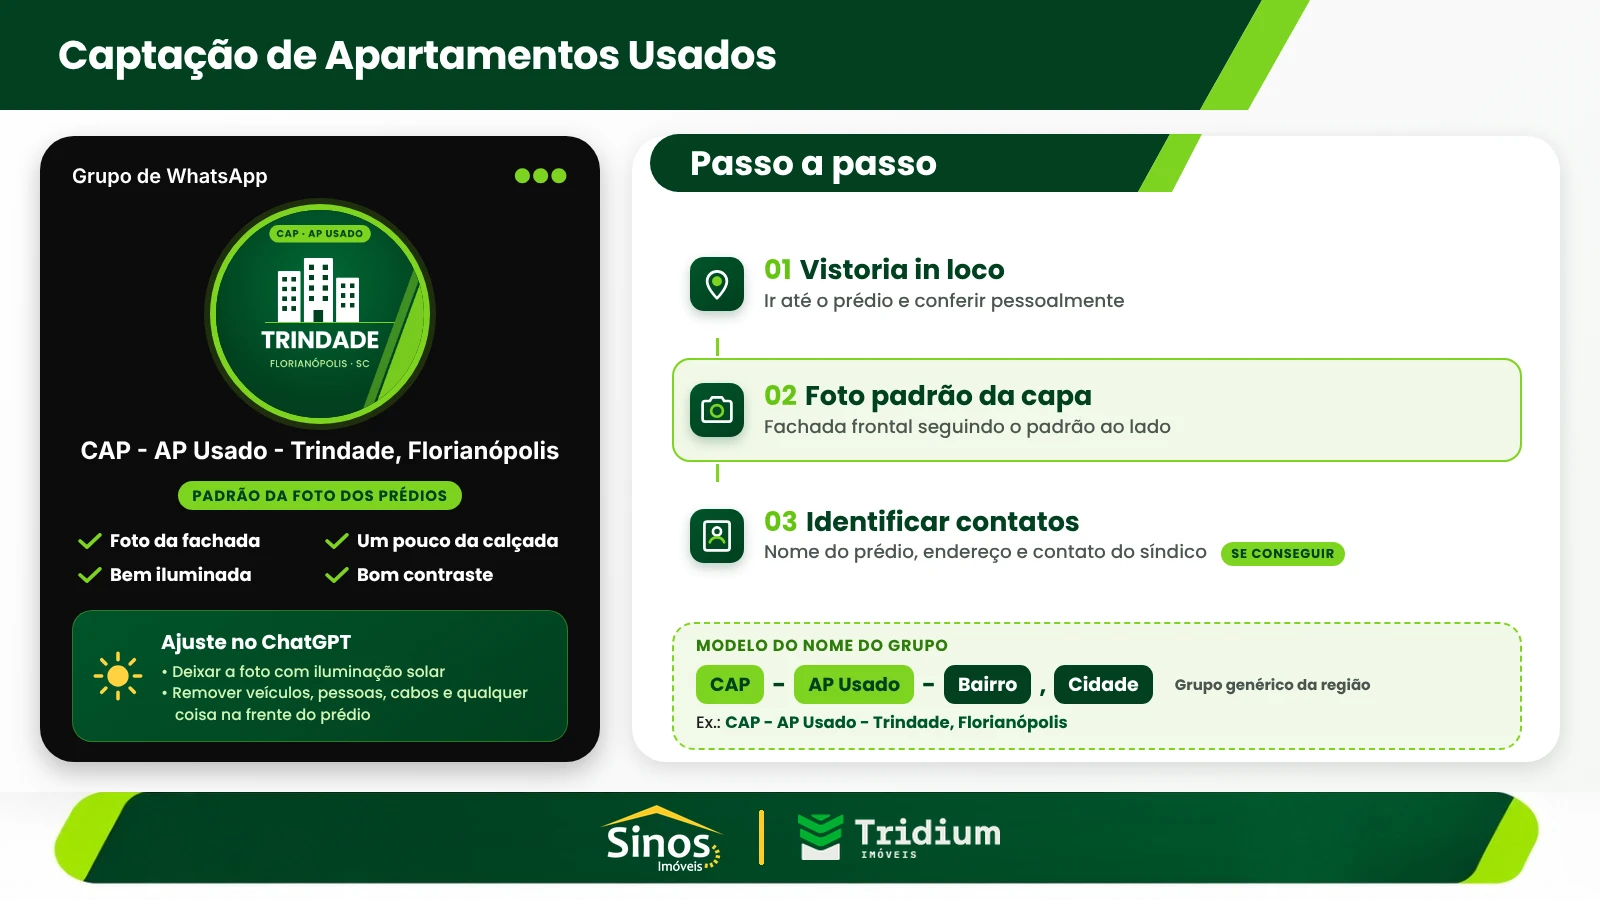 Captação de Apartamentos Usados
Grupo de WhatsApp
CAP · AP USADO
TRINDADE
FLORIANÓPOLIS · SC
CAP - AP Usado - Trindade, Florianópolis
PADRÃO DA FOTO DOS PRÉDIOS
Foto da fachada
Um pouco da calçada
Bem iluminada
Bom contraste
Ajuste no ChatGPT
• Deixar a foto com iluminação solar
• Remover veículos, pessoas, cabos e qualquer
coisa na frente do prédio
Passo a passo
01 Vistoria in loco
Ir até o prédio e conferir pessoalmente
02 Foto padrão da capa
Fachada frontal seguindo o padrão ao lado
03 Identificar contatos
Nome do prédio, endereço e contato do síndico SE CONSEGUIR
MODELO DO NOME DO GRUPO
CAP – AP Usado – Bairro , Cidade Grupo genérico da região
Ex.: CAP - AP Usado - Trindade, Florianópolis
Sinos
Imóveis
Tridium
IMÓVEIS